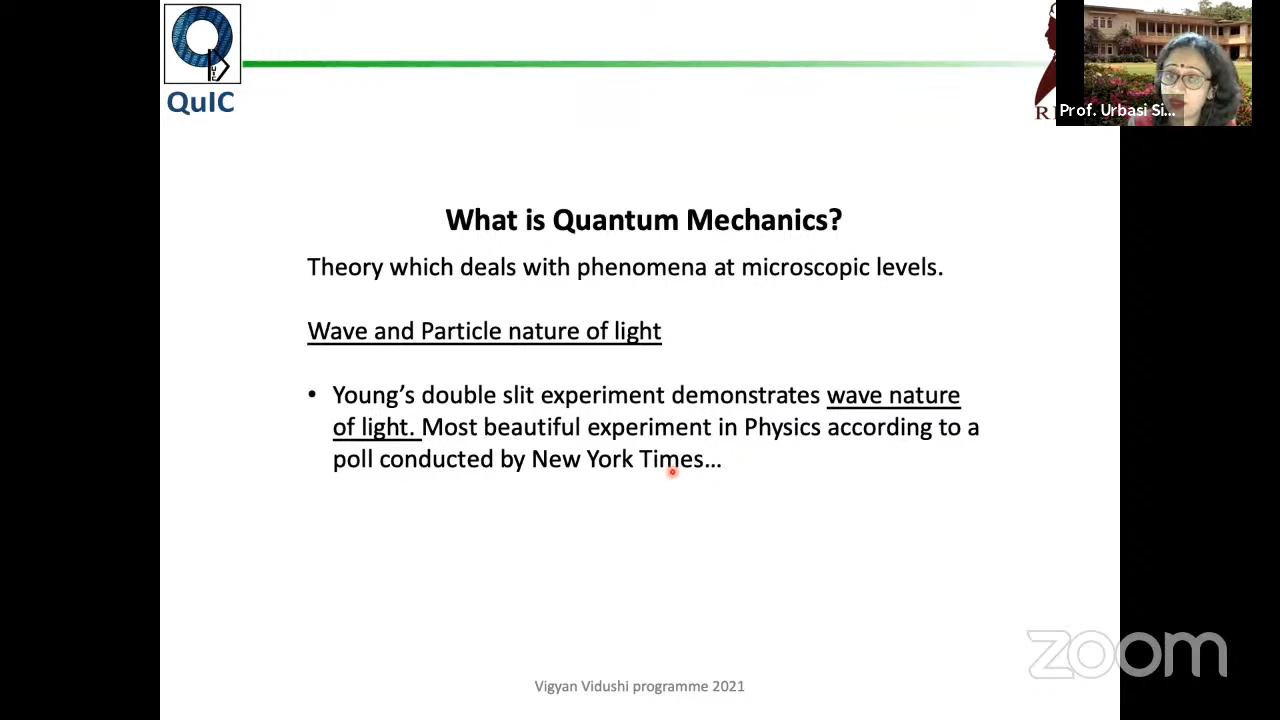 QuIC
Prof. Urbasi Si...
What is Quantum Mechanics?
Theory which deals with phenomena at microscopic levels.
Wave and Particle nature of light
• Young’s double slit experiment demonstrates wave nature
of light. Most beautiful experiment in Physics according to a
poll conducted by New York Times…
zoom
Vigyan Vidushi programme 2021